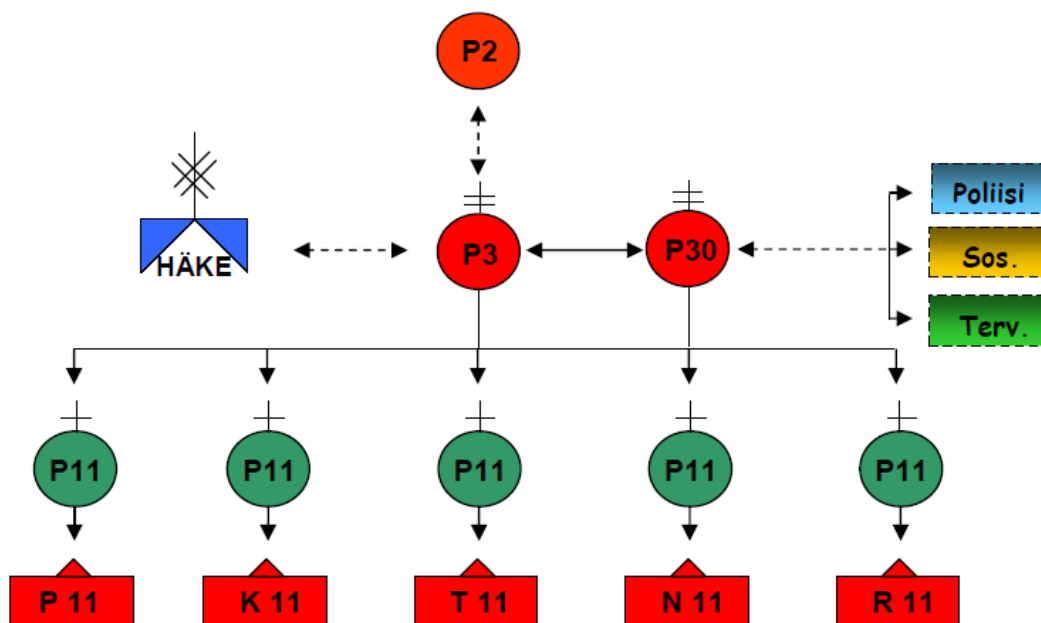 P2
Poliisi
HÄKE
P3
P30
Sos.
Terv.
P11
P11
P11
P11
P11
P 11
K 11
T 11
N 11
R 11